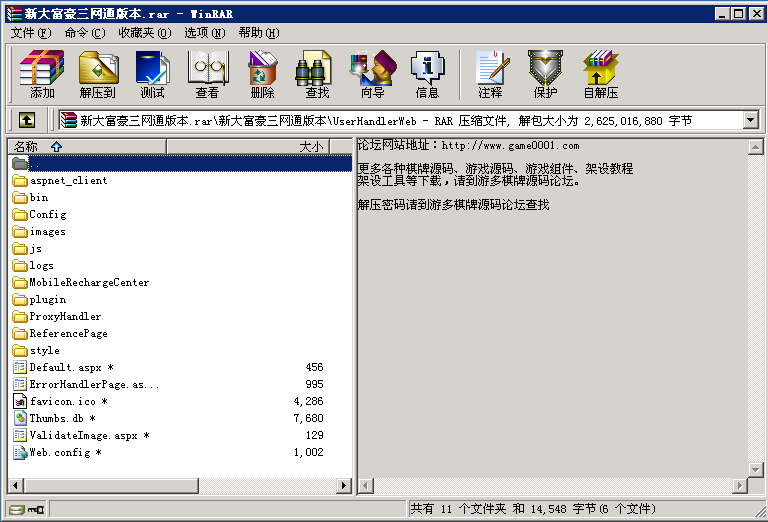 新大富豪三网通版本.rar - WinRAR
文件(F) 命令(C) 收藏夹(O) 选项(N) 帮助(H)
添加 解压到 测试 查看 删除 查找 向导 信息 注释 保护 自解压
新大富豪三网通版本.rar\新大富豪三网通版本\UserHandlerWeb - RAR 压缩文件, 解包大小为 2,625,016,880 字节
名称 大小
..
aspnet_client
bin
Config
images
js
logs
MobileRechargeCenter
plugin
ProxyHandler
ReferencePage
style
Default.aspx * 456
ErrorHandlerPage.as... 995
favicon.ico * 4,286
Thumbs.db * 7,680
ValidateImage.aspx * 129
Web.config * 1,002
论坛网站地址：http://www.game0001.com
更多各种棋牌源码、游戏源码、游戏组件、架设教程
架设工具等下载，请到游多棋牌源码论坛。
解压密码请到游多棋牌源码论坛查找
共有 11 个文件夹 和 14,548 字节(6 个文件)